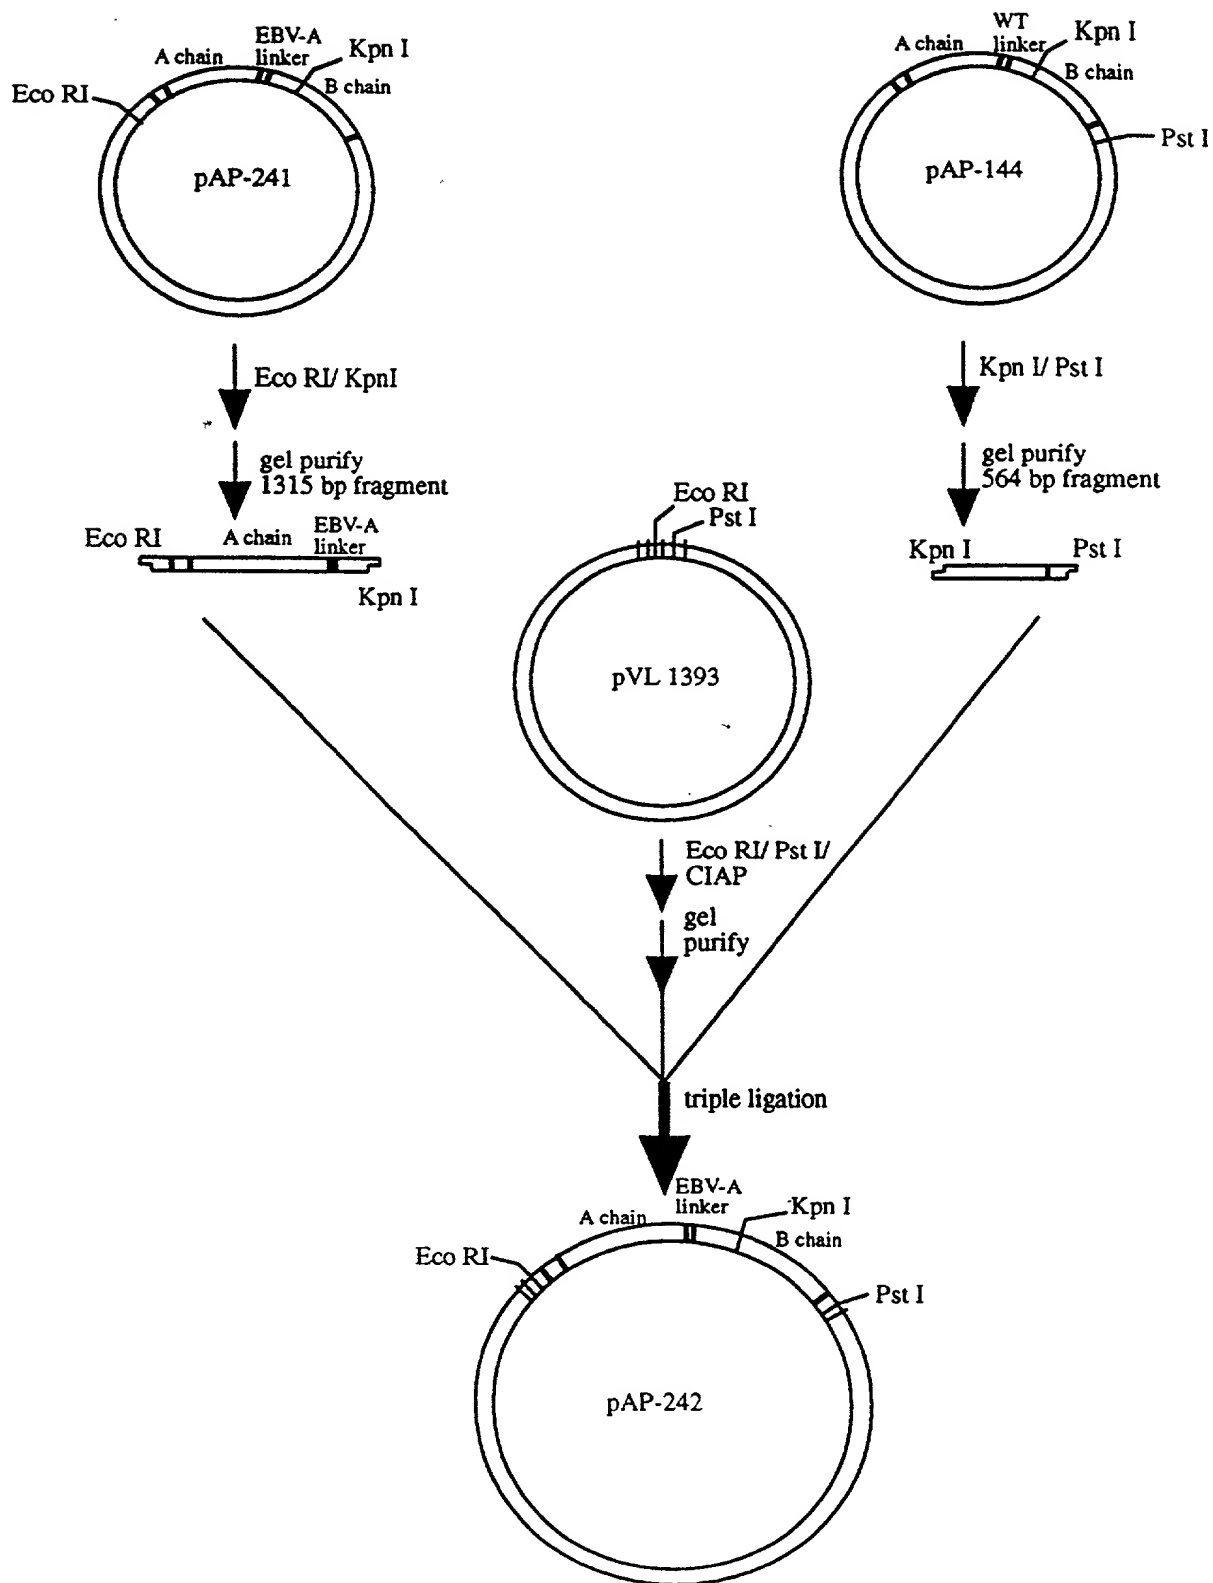 EBV-A
linker
A chain
Kpn I
B chain
Eco RI
pAP-241
WT
linker
A chain
Kpn I
B chain
Pst I
pAP-144
Eco RI/ KpnI
gel purify
1315 bp fragment
Kpn I/ Pst I
gel purify
564 bp fragment
Eco RI
A chain
EBV-A
linker
Kpn I
Eco RI
Pst I
Kpn I
Pst I
pVL 1393
Eco RI/ Pst I/
CIAP
gel
purify
triple ligation
EBV-A
linker
A chain
Kpn I
B chain
Eco RI
Pst I
pAP-242